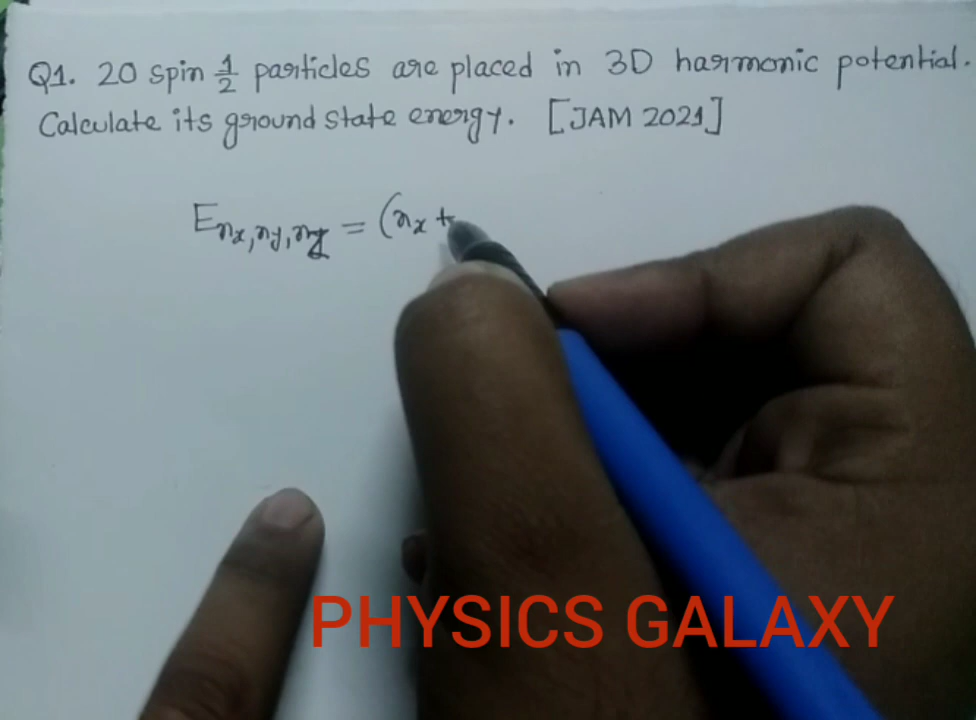 Q1. 20 spin 1/2 particles are placed in 3D harmonic potential.
Calculate its ground state energy. [JAM 2021]
E_{nx,ny,nz} = (nx +
PHYSICS GALAXY